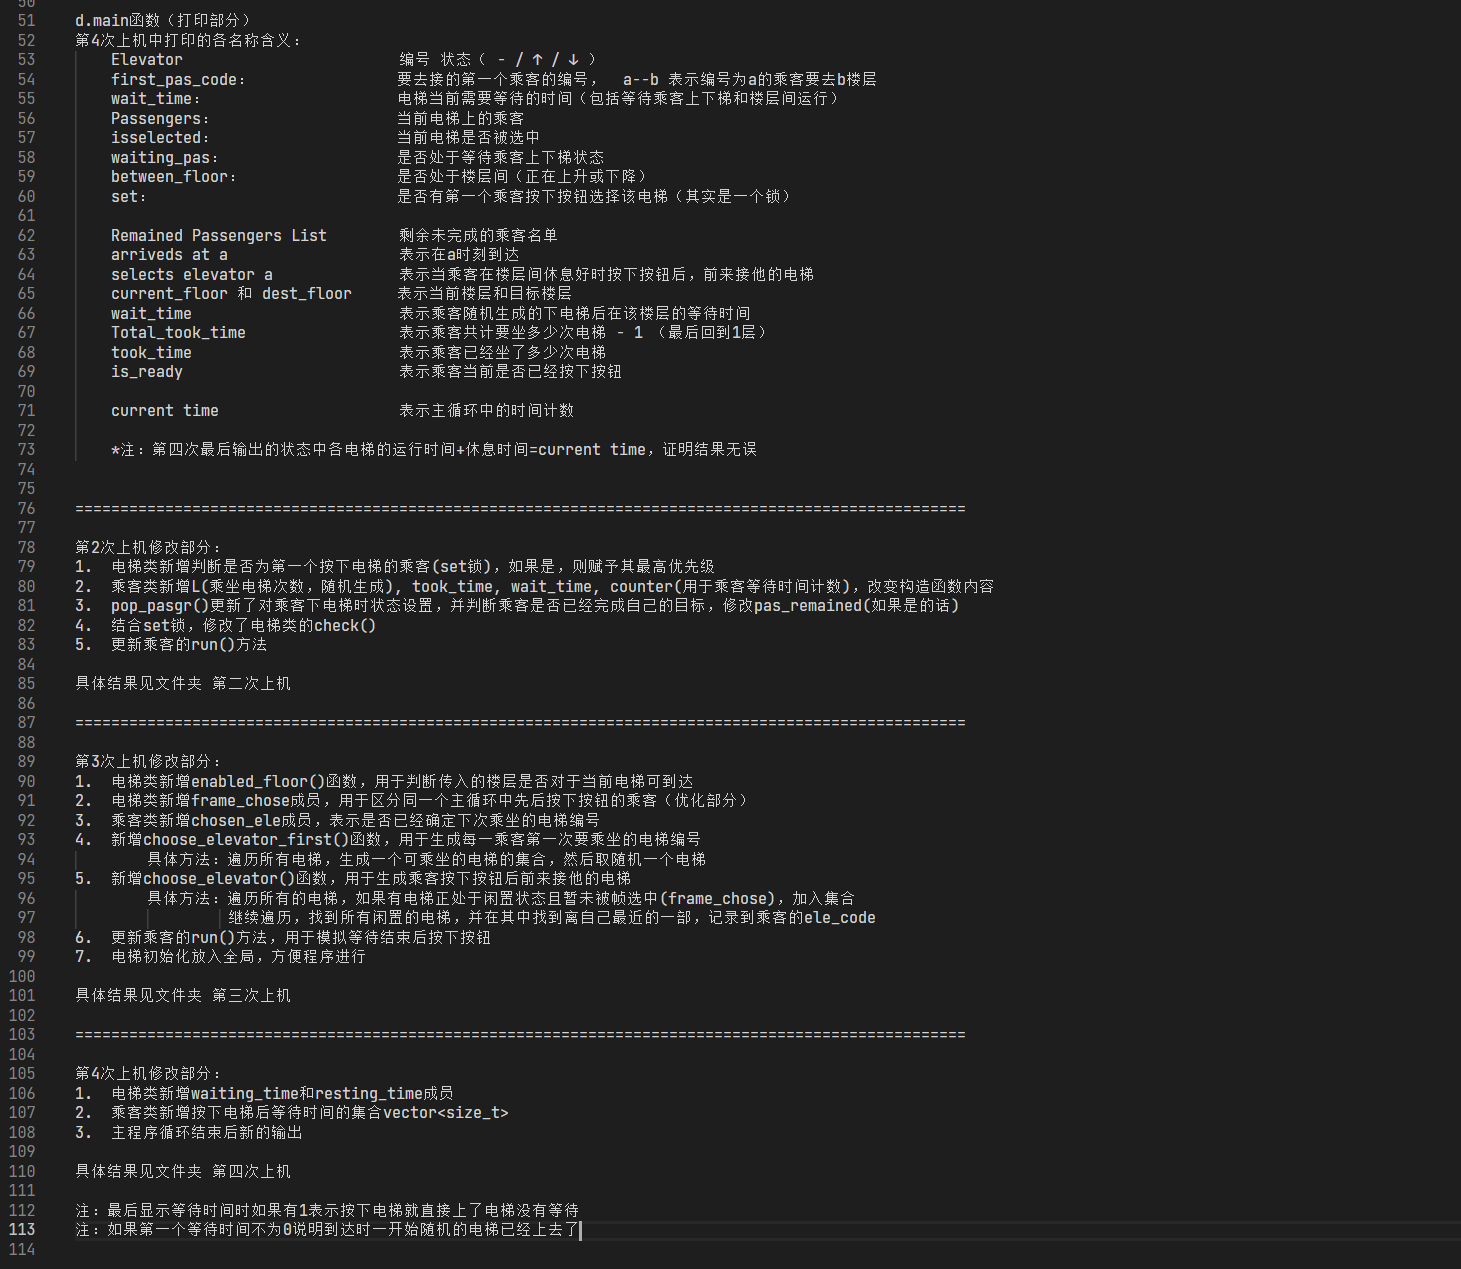 50
51 d.main函数（打印部分）
52 第4次上机中打印的各名称含义：
53 Elevator 编号 状态（ - / ↑ / ↓ ）
54 first_pas_code： 要去接的第一个乘客的编号， a--b 表示编号为a的乘客要去b楼层
55 wait_time： 电梯当前需要等待的时间（包括等待乘客上下梯和楼层间运行）
56 Passengers： 当前电梯上的乘客
57 isselected： 当前电梯是否被选中
58 waiting_pas： 是否处于等待乘客上下梯状态
59 between_floor： 是否处于楼层间（正在上升或下降）
60 set： 是否有第一个乘客按下按钮选择该电梯（其实是一个锁）
61
62 Remained Passengers List 剩余未完成的乘客名单
63 arriveds at a 表示在a时刻到达
64 selects elevator a 表示当乘客在楼层间休息好时按下按钮后，前来接他的电梯
65 current_floor 和 dest_floor 表示当前楼层和目标楼层
66 wait_time 表示乘客随机生成的下电梯后在该楼层的等待时间
67 Total_took_time 表示乘客共计要坐多少次电梯 - 1 （最后回到1层）
68 took_time 表示乘客已经坐了多少次电梯
69 is_ready 表示乘客当前是否已经按下按钮
70
71 current time 表示主循环中的时间计数
72
73 *注：第四次最后输出的状态中各电梯的运行时间+休息时间=current time，证明结果无误
74
75
76 ===================================================================================================
77
78 第2次上机修改部分：
79 1. 电梯类新增判断是否为第一个按下电梯的乘客(set锁)，如果是，则赋予其最高优先级
80 2. 乘客类新增L(乘坐电梯次数，随机生成), took_time, wait_time, counter(用于乘客等待时间计数)，改变构造函数内容
81 3. pop_pasgr()更新了对乘客下电梯时状态设置，并判断乘客是否已经完成自己的目标，修改pas_remained(如果是的话)
82 4. 结合set锁，修改了电梯类的check()
83 5. 更新乘客的run()方法
84
85 具体结果见文件夹 第二次上机
86
87 ===================================================================================================
88
89 第3次上机修改部分：
90 1. 电梯类新增enabled_floor()函数，用于判断传入的楼层是否对于当前电梯可到达
91 2. 电梯类新增frame_chose成员，用于区分同一个主循环中先后按下按钮的乘客（优化部分）
92 3. 乘客类新增chosen_ele成员，表示是否已经确定下次乘坐的电梯编号
93 4. 新增choose_elevator_first()函数，用于生成每一乘客第一次要乘坐的电梯编号
94 具体方法：遍历所有电梯，生成一个可乘坐的电梯的集合，然后取随机一个电梯
95 5. 新增choose_elevator()函数，用于生成乘客按下按钮后前来接他的电梯
96 具体方法：遍历所有的电梯，如果有电梯正处于闲置状态且暂未被帧选中(frame_chose)，加入集合
97 继续遍历，找到所有闲置的电梯，并在其中找到离自己最近的一部，记录到乘客的ele_code
98 6. 更新乘客的run()方法，用于模拟等待结束后按下按钮
99 7. 电梯初始化放入全局，方便程序进行
100
101 具体结果见文件夹 第三次上机
102
103 ===================================================================================================
104
105 第4次上机修改部分：
106 1. 电梯类新增waiting_time和resting_time成员
107 2. 乘客类新增按下电梯后等待时间的集合vector<size_t>
108 3. 主程序循环结束后新的输出
109
110 具体结果见文件夹 第四次上机
111
112 注：最后显示等待时间时如果有1表示按下电梯就直接上了电梯没有等待
113 注：如果第一个等待时间不为0说明到达时一开始随机的电梯已经上去了
114